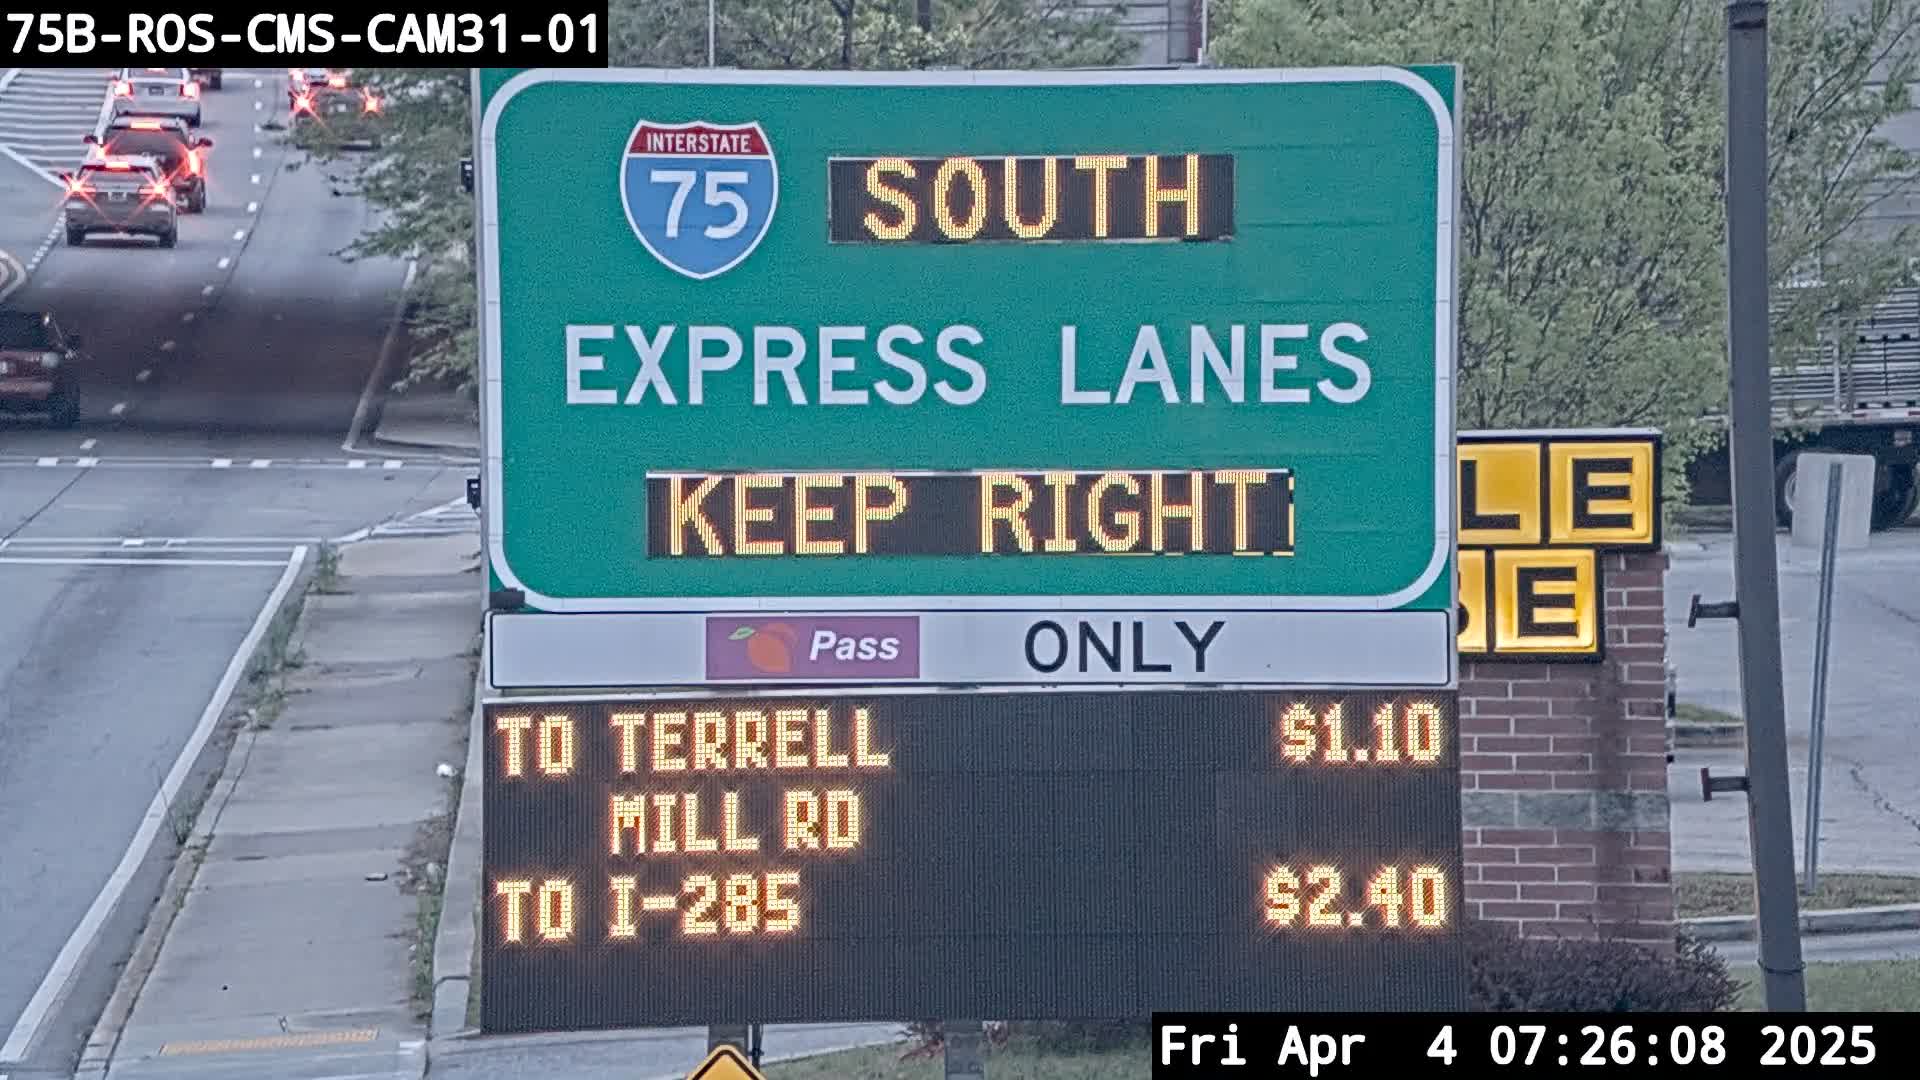 75B-ROS-CMS-CAM31-01
INTERSTATE
75
SOUTH
EXPRESS LANES
KEEP RIGHT
Pass ONLY
TO TERRELL $1.10
MILL RD
TO I-285 $2.40
LE
E
Fri Apr 4 07:26:08 2025